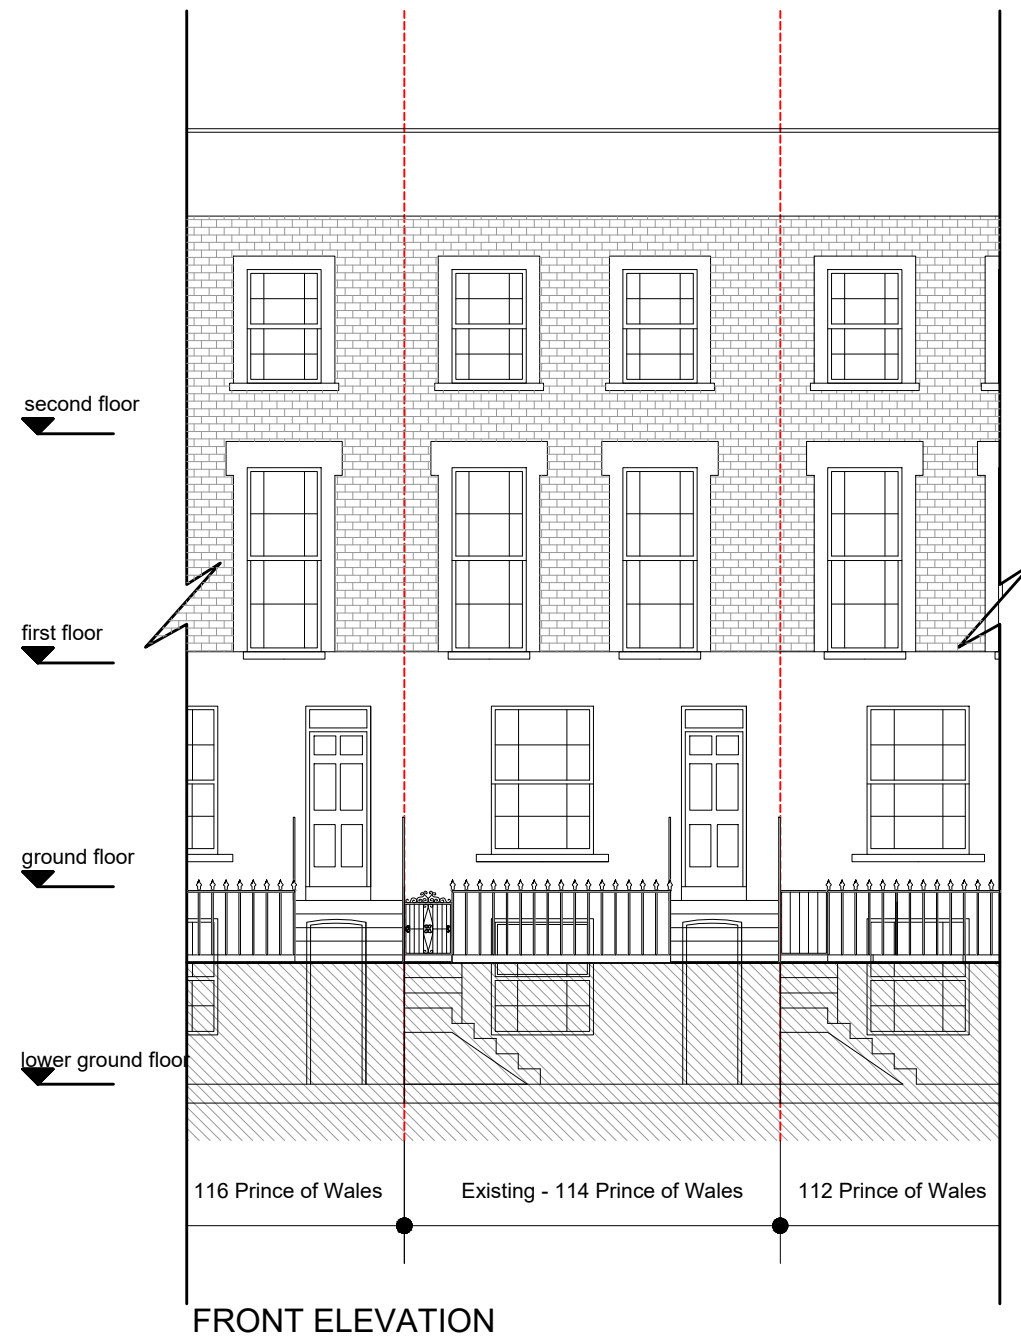 second floor
first floor
ground floor
lower ground floor
116 Prince of Wales
Existing - 114 Prince of Wales
112 Prince of Wales
FRONT ELEVATION